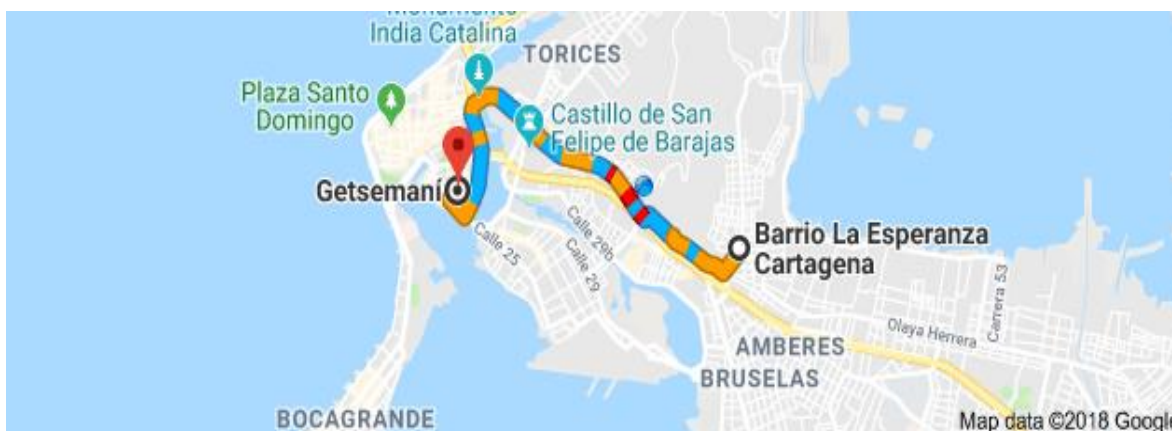 Monumento
India Catalina
TORICES
Plaza Santo
Domingo
Castillo de San
Felipe de Barajas
Getsemaní
Calle 25
Calle 29b
Calle 29
Barrio La Esperanza
Cartagena
Olaya Herrera
Carrera 53
AMBERES
BRUSELAS
BOCAGRANDE
Map data ©2018 Google